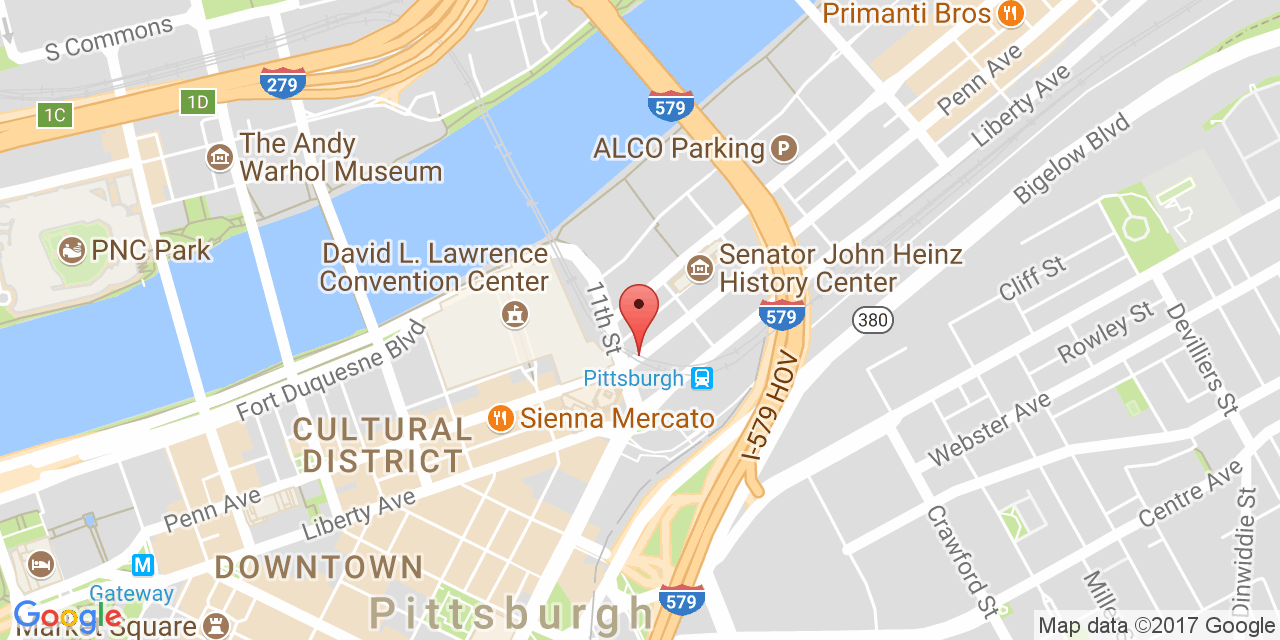 S Commons
Primanti Bros
279
1D
1C
579
Penn Ave
Liberty Ave
ALCO Parking
P
Bigelow Blvd
The Andy
Warhol Museum
PNC Park
David L. Lawrence
Convention Center
Senator John Heinz
History Center
11th St
579
380
Cliff St
Rowley St
Devilliers St
Fort Duquesne Blvd
Pittsburgh
I-579 HOV
Sienna Mercato
CULTURAL
DISTRICT
Webster Ave
Centre Ave
Penn Ave
Liberty Ave
Crawford St
Dinwiddie St
M
Gateway
DOWNTOWN
Pittsburgh
579
Mille
Google
Market Square
Map data ©2017 Google